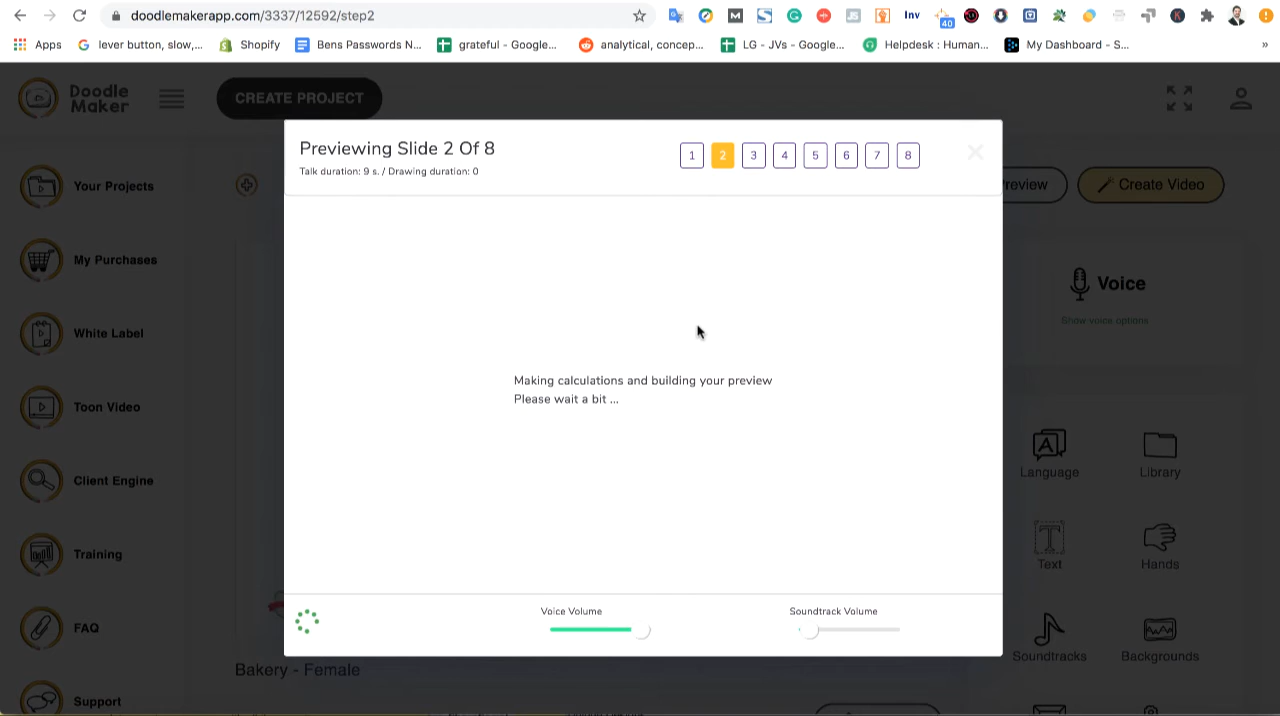 doodlemakerapp.com/3337/12592/step2
Inv
40
Apps
lever button, slow,...
Shopify
Bens Passwords N...
grateful - Google...
analytical, concep...
LG - JVs - Google...
Helpdesk : Human...
My Dashboard - S...
»
Doodle
Maker
CREATE PROJECT
Previewing Slide 2 Of 8
1 2 3 4 5 6 7 8
Talk duration: 9 s. / Drawing duration: 0
Your Projects
review
Create Video
My Purchases
Voice
Show voice options
White Label
Making calculations and building your preview
Please wait a bit ...
Toon Video
Language
Library
Client Engine
Training
Text
Hands
Voice Volume
Soundtrack Volume
FAQ
Soundtracks
Backgrounds
Bakery - Female
Support